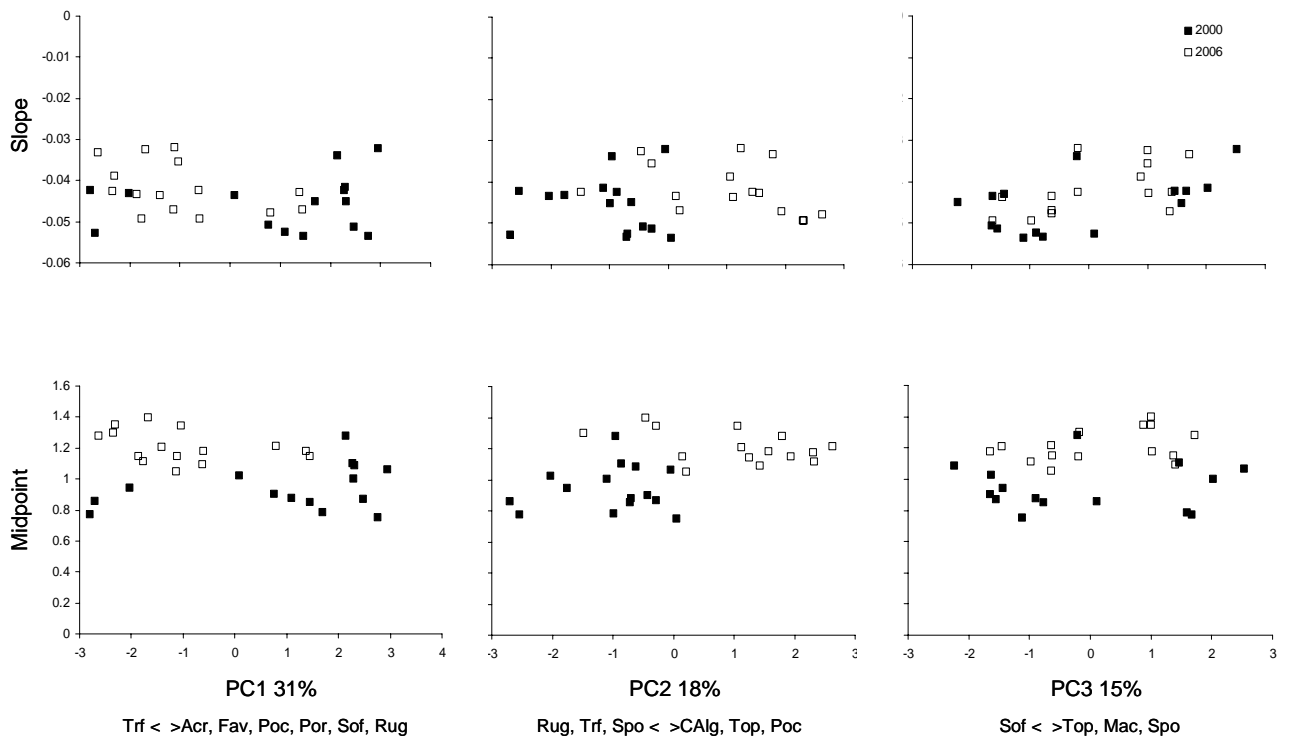 0
-0.01
-0.02
-0.03
-0.04
-0.05
-0.06
Slope
2000
2006
1.6
1.4
1.2
1
0.8
0.6
0.4
0.2
0
Midpoint
-3 -2 -1 0 1 2 3 4
-3 -2 -1 0 1 2
-3 -2 -1 0 1 2 3
PC1 31% PC2 18% PC3 15%
Trf < >Acr, Fav, Poc, Por, Sof, Rug Rug, Trf, Spo < >CAlg, Top, Poc Sof < >Top, Mac, Spo